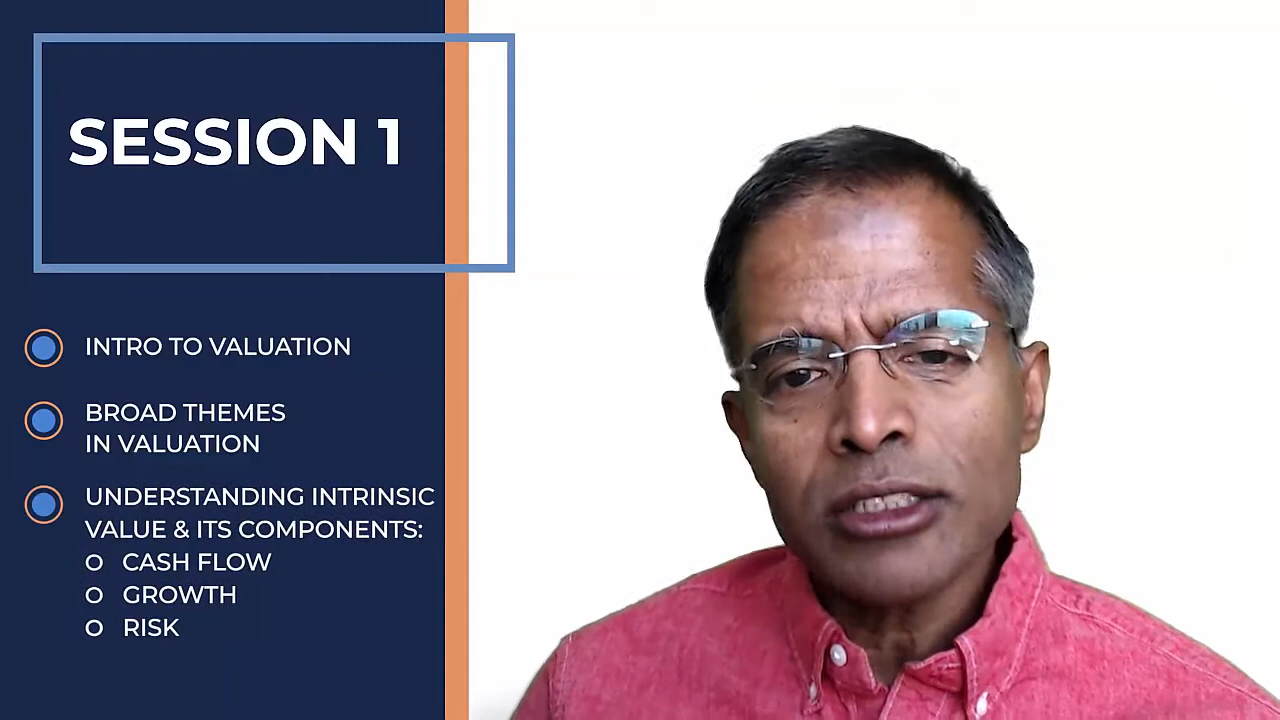 SESSION 1
INTRO TO VALUATION
BROAD THEMES
IN VALUATION
UNDERSTANDING INTRINSIC
VALUE & ITS COMPONENTS:
CASH FLOW
GROWTH
RISK